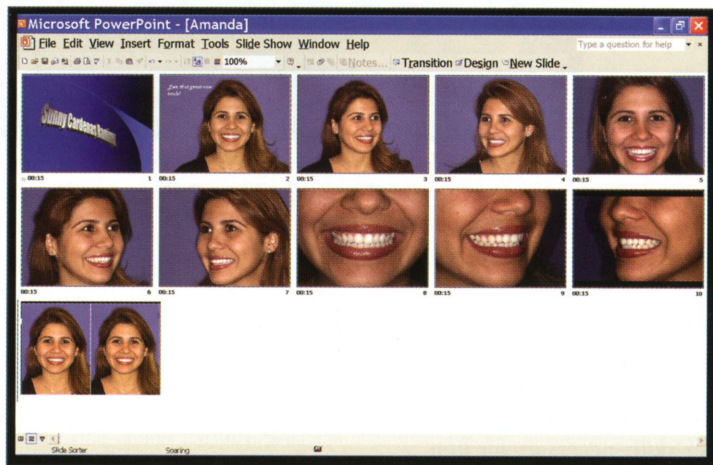 Microsoft PowerPoint - [Amanda]
File Edit View Insert Format Tools Slide Show Window Help
Type a question for help
100%
Notes... Transition Design New Slide
Sunny Cardenas
00:15 1
00:15 2
00:15 3
00:15 4
00:15 5
00:15 6
00:15 7
00:15 8
00:15 9
00:15 10
Slide Sorter Soaring